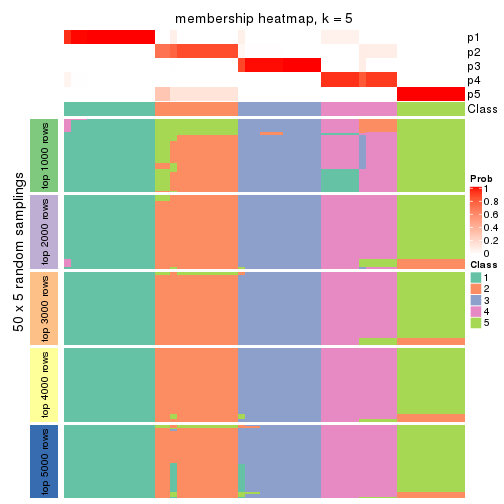 membership heatmap, k = 5
p1
p2
p3
p4
p5
Class
50 x 5 random samplings
top 1000 rows
top 2000 rows
top 3000 rows
top 4000 rows
top 5000 rows
Prob
1
0.8
0.6
0.4
0.2
0
Class
1
2
3
4
5